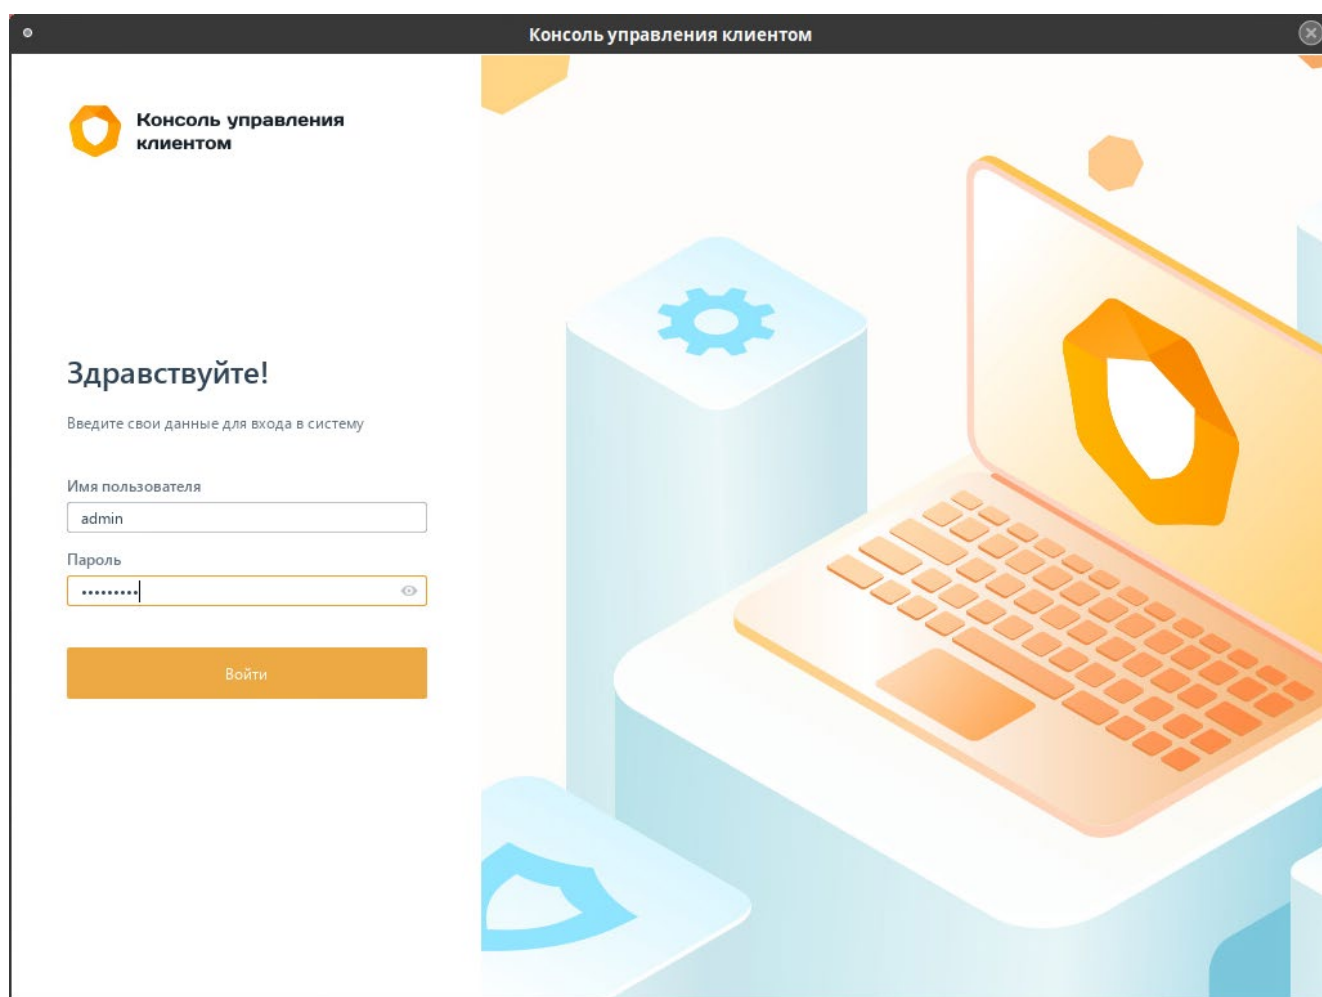 Консоль управления клиентом
Консоль управления
клиентом
Здравствуйте!
Введите свои данные для входа в систему
Имя пользователя
admin
Пароль
•••••••••
Войти